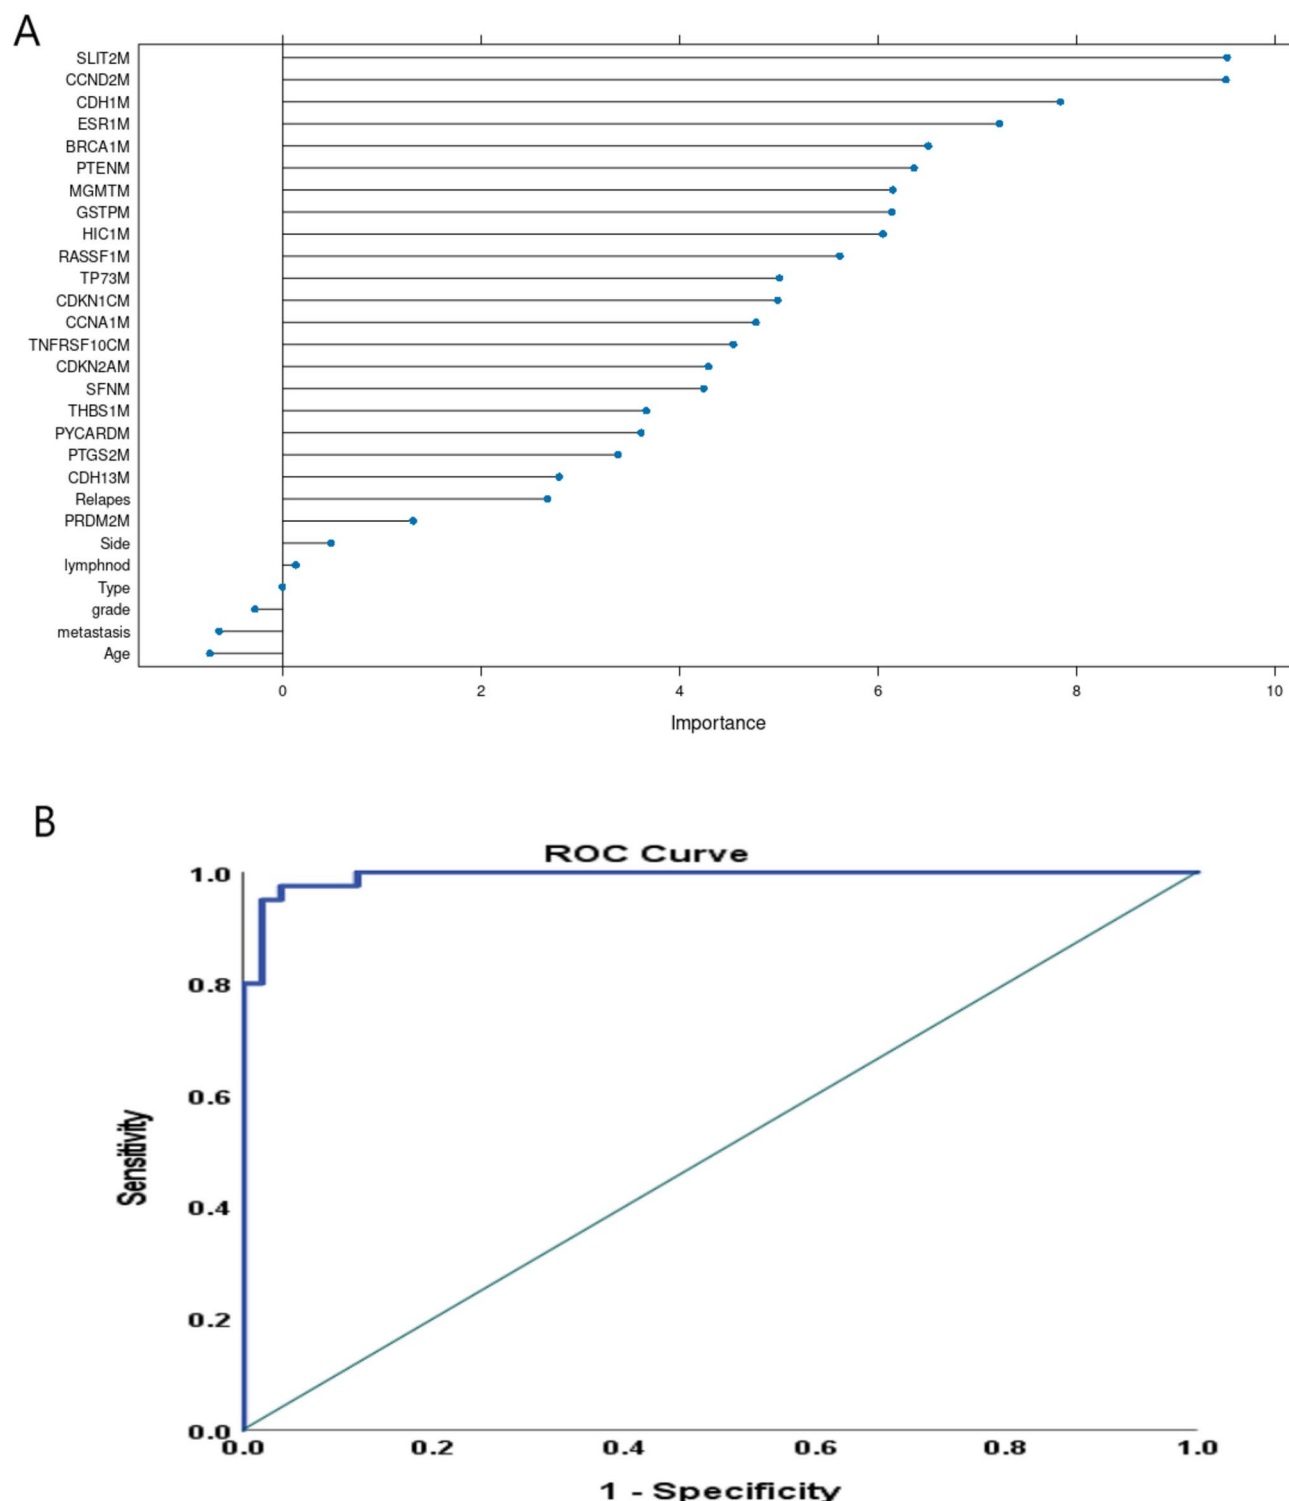 A
SLIT2M
CCND2M
CDH1M
ESR1M
BRCA1M
PTENM
MGMTM
GSTPM
HIC1M
RASSF1M
TP73M
CDKN1CM
CCNA1M
TNFRSF10CM
CDKN2AM
SFNM
THBS1M
PYCARDM
PTGS2M
CDH13M
Relapes
PRDM2M
Side
lymphnod
Type
grade
metastasis
Age
0 2 4 6 8 10
Importance
B
ROC Curve
1.0
0.8
0.6
0.4
0.2
0.0
Sensitivity
0.0 0.2 0.4 0.6 0.8 1.0
1 - Specificity